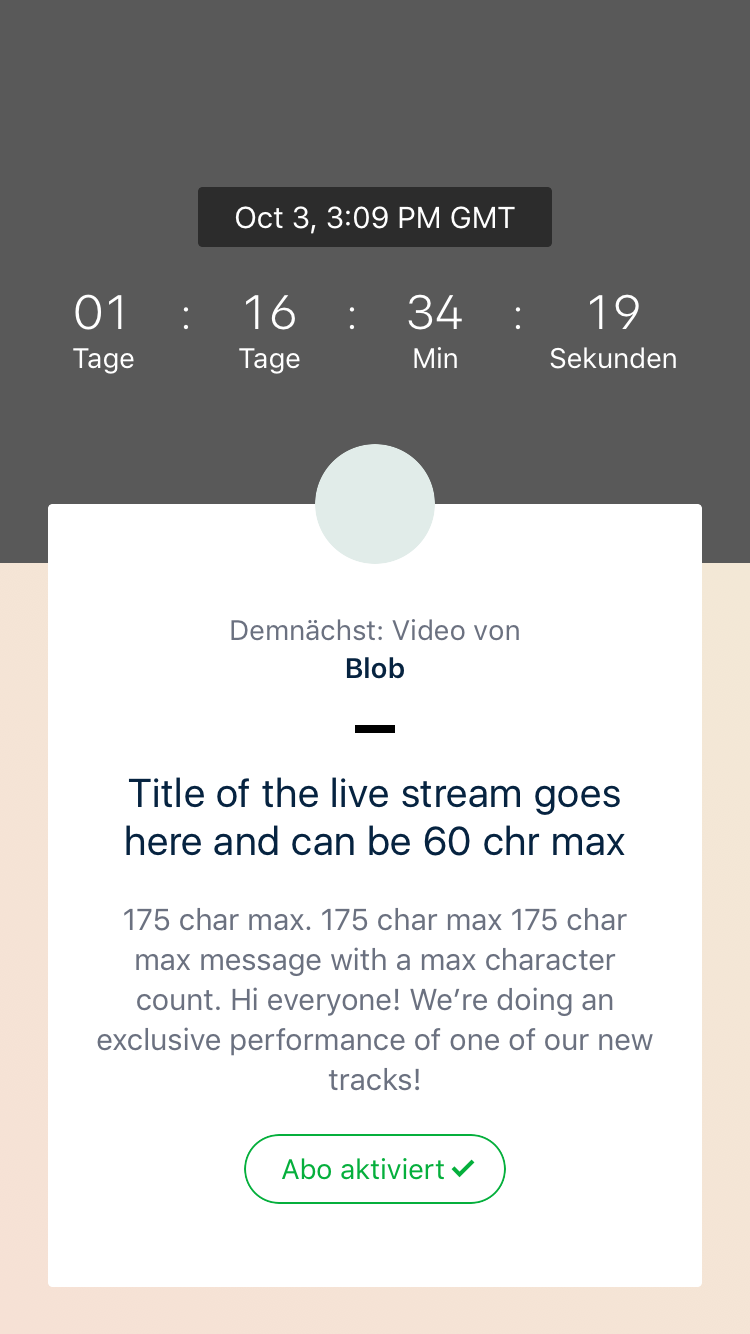 Oct 3, 3:09 PM GMT
01 : 16 : 34 : 19
Tage Tage Min Sekunden
Demnächst: Video von
Blob
Title of the live stream goes
here and can be 60 chr max
175 char max. 175 char max 175 char
max message with a max character
count. Hi everyone! We’re doing an
exclusive performance of one of our new
tracks!
Abo aktiviert